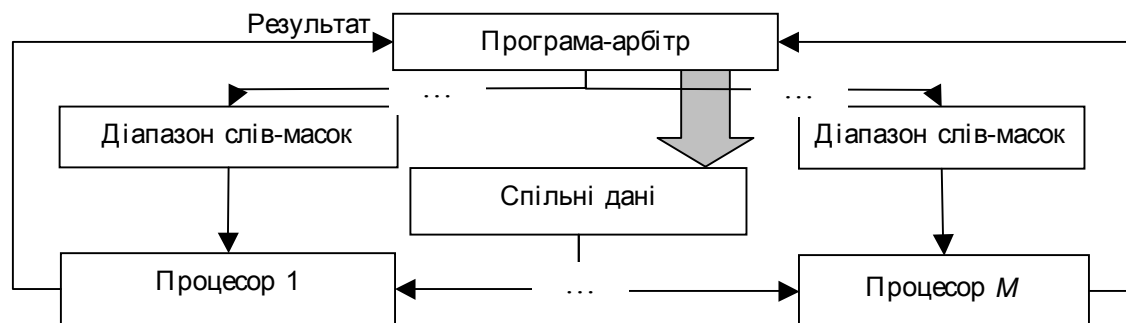 Результат
Програма-арбітр
… …
Діапазон слів-масок
Діапазон слів-масок
Спільні дані
Процесор 1
…
Процесор M